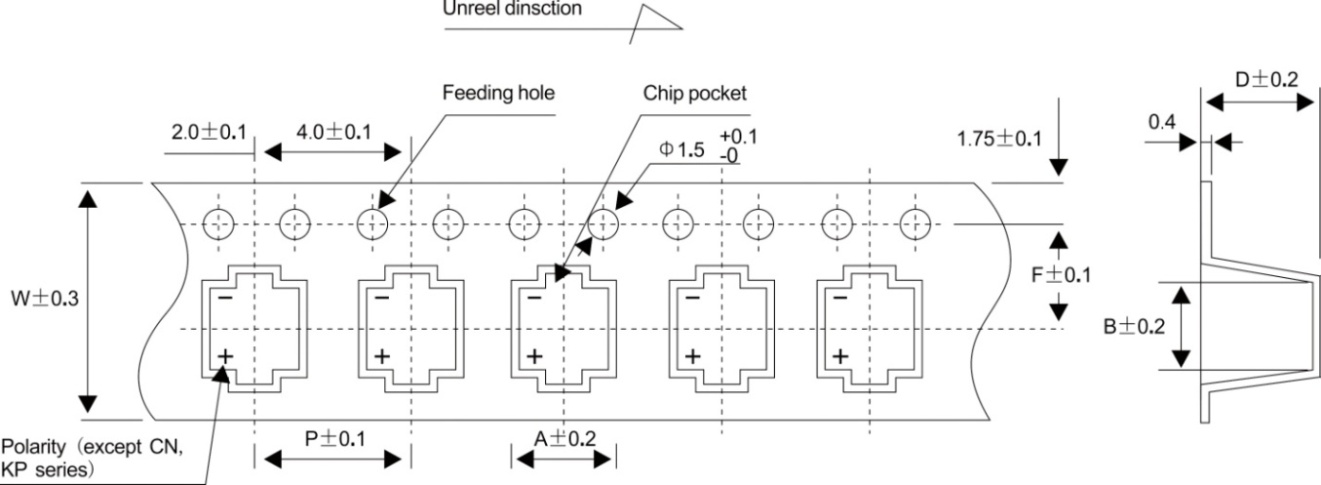 Unreel dinsction
Feeding hole
Chip pocket
D±0.2
2.0±0.1
4.0±0.1
Φ1.5 +0.1
-0
1.75±0.1
0.4
W±0.3
F±0.1
B±0.2
−
−
−
−
−
+
+
+
+
+
P±0.1
A±0.2
Polarity (except CN,
KP series)